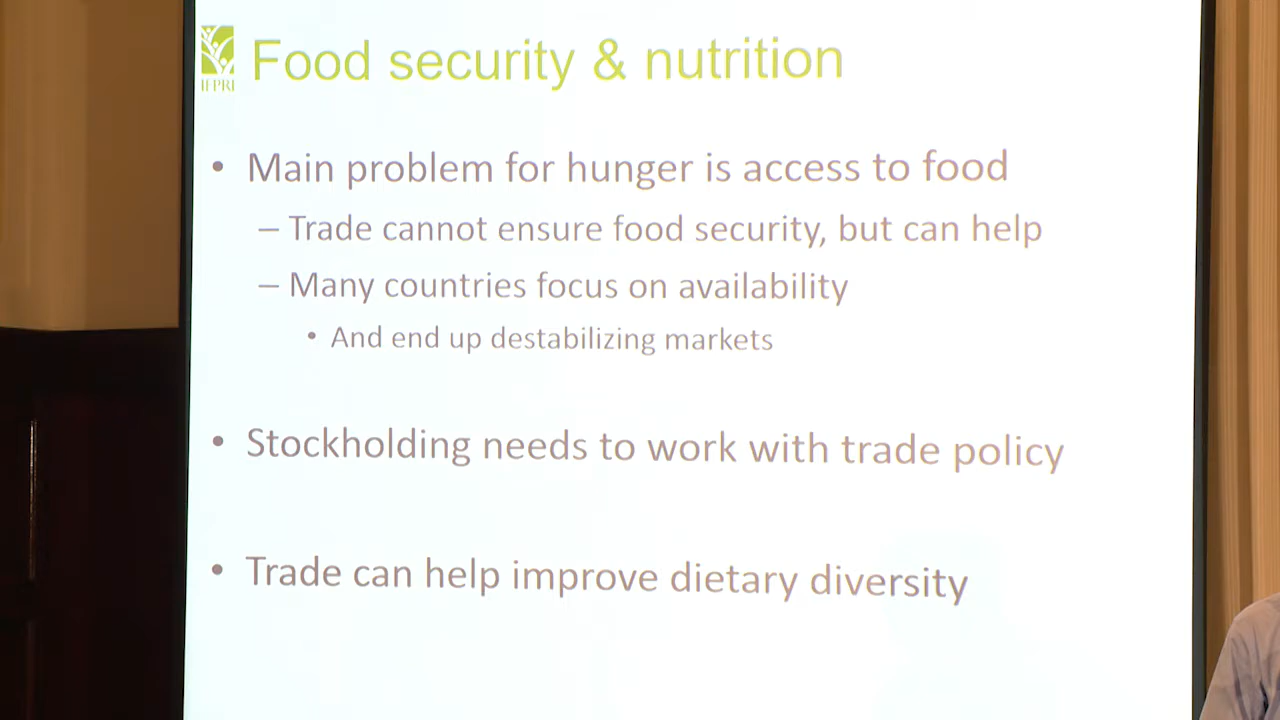 IFPRI
Food security & nutrition
• Main problem for hunger is access to food
– Trade cannot ensure food security, but can help
– Many countries focus on availability
• And end up destabilizing markets
• Stockholding needs to work with trade policy
• Trade can help improve dietary diversity